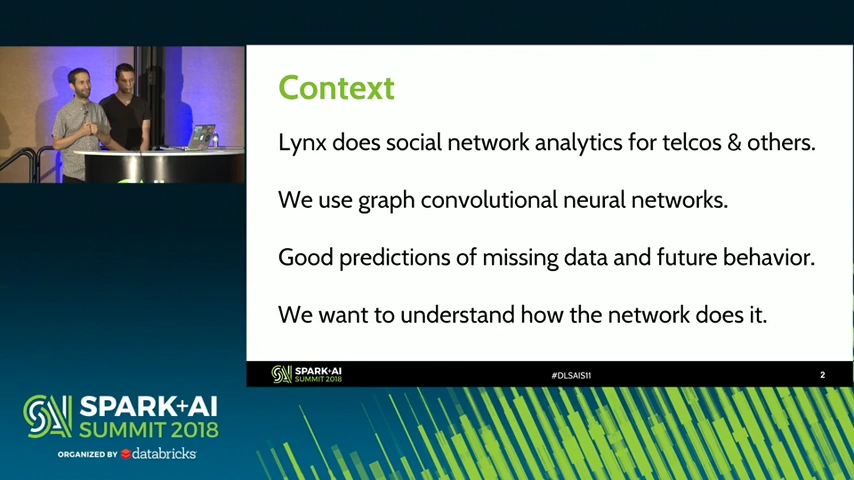 Context
Lynx does social network analytics for telcos & others.
We use graph convolutional neural networks.
Good predictions of missing data and future behavior.
We want to understand how the network does it.
SPARK+AI
SUMMIT 2018
#DLSAIS11
2
SPARK+AI
SUMMIT 2018
ORGANIZED BY databricks